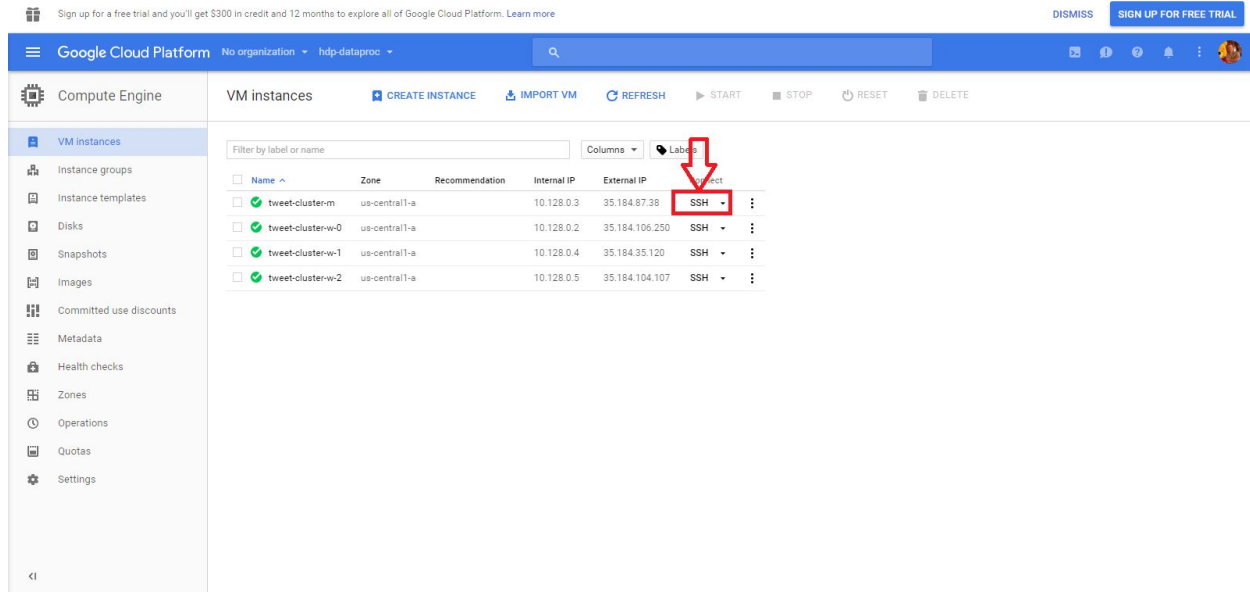 Sign up for a free trial and you'll get $300 in credit and 12 months to explore all of Google Cloud Platform. Learn more
DISMISS
SIGN UP FOR FREE TRIAL
Google Cloud Platform
No organization
hdp-dataproc
Compute Engine
VM instances
CREATE INSTANCE
IMPORT VM
REFRESH
START
STOP
RESET
DELETE
VM instances
Instance groups
Instance templates
Disks
Snapshots
Images
Committed use discounts
Metadata
Health checks
Zones
Operations
Quotas
Settings
Filter by label or name
Columns
Labels
Name Zone Recommendation Internal IP External IP Connect
tweet-cluster-m us-central1-a 10.128.0.3 35.184.87.38 SSH
tweet-cluster-w-0 us-central1-a 10.128.0.2 35.184.106.250 SSH
tweet-cluster-w-1 us-central1-a 10.128.0.4 35.184.35.120 SSH
tweet-cluster-w-2 us-central1-a 10.128.0.5 35.184.104.107 SSH